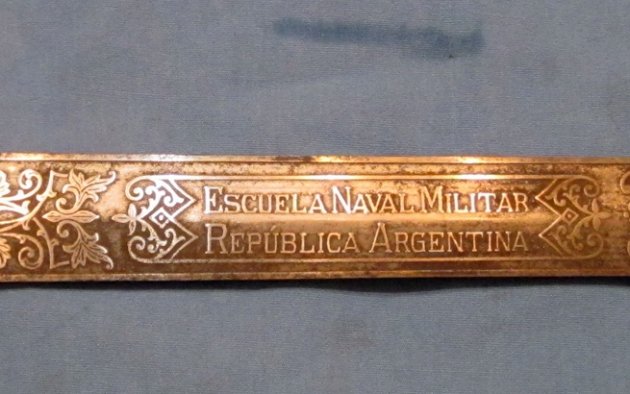 ESCUELA NAVAL MILITAR
REPÚBLICA ARGENTINA